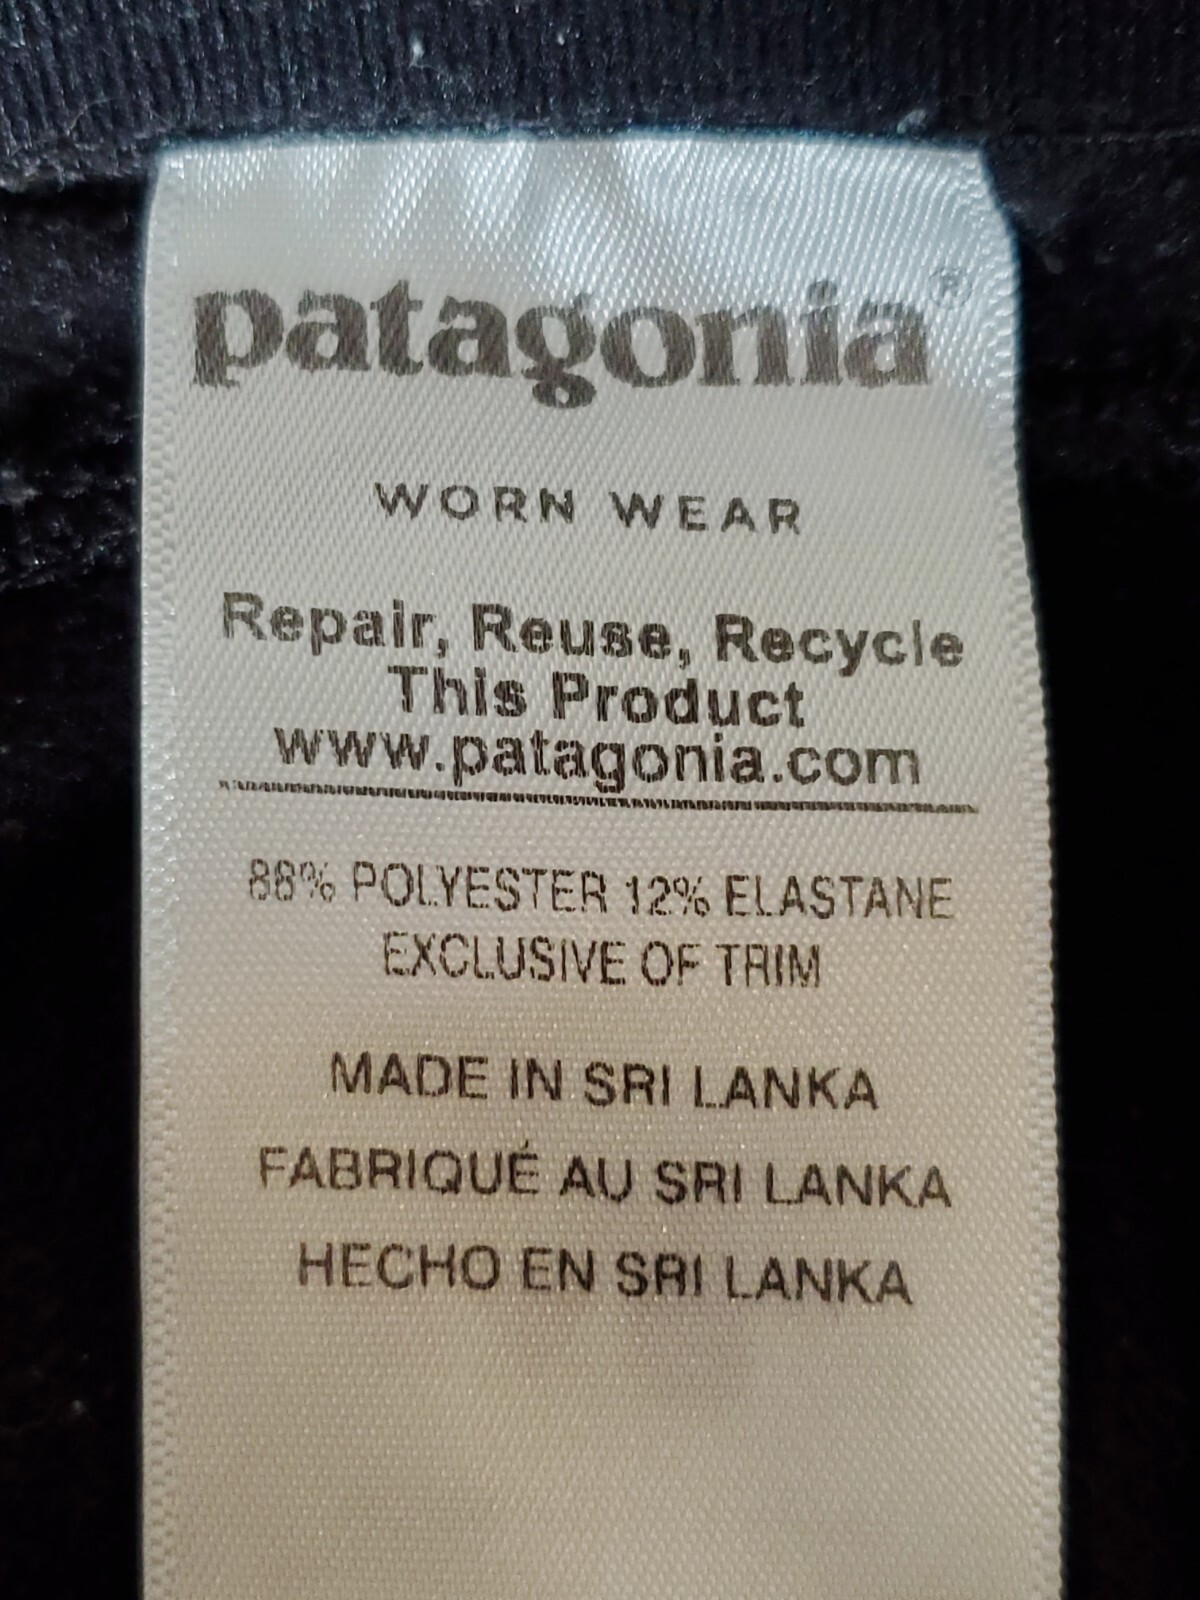 patagonia®
WORN WEAR
Repair, Reuse, Recycle
This Product
www.patagonia.com
88% POLYESTER 12% ELASTANE
EXCLUSIVE OF TRIM
MADE IN SRI LANKA
FABRIQUÉ AU SRI LANKA
HECHO EN SRI LANKA